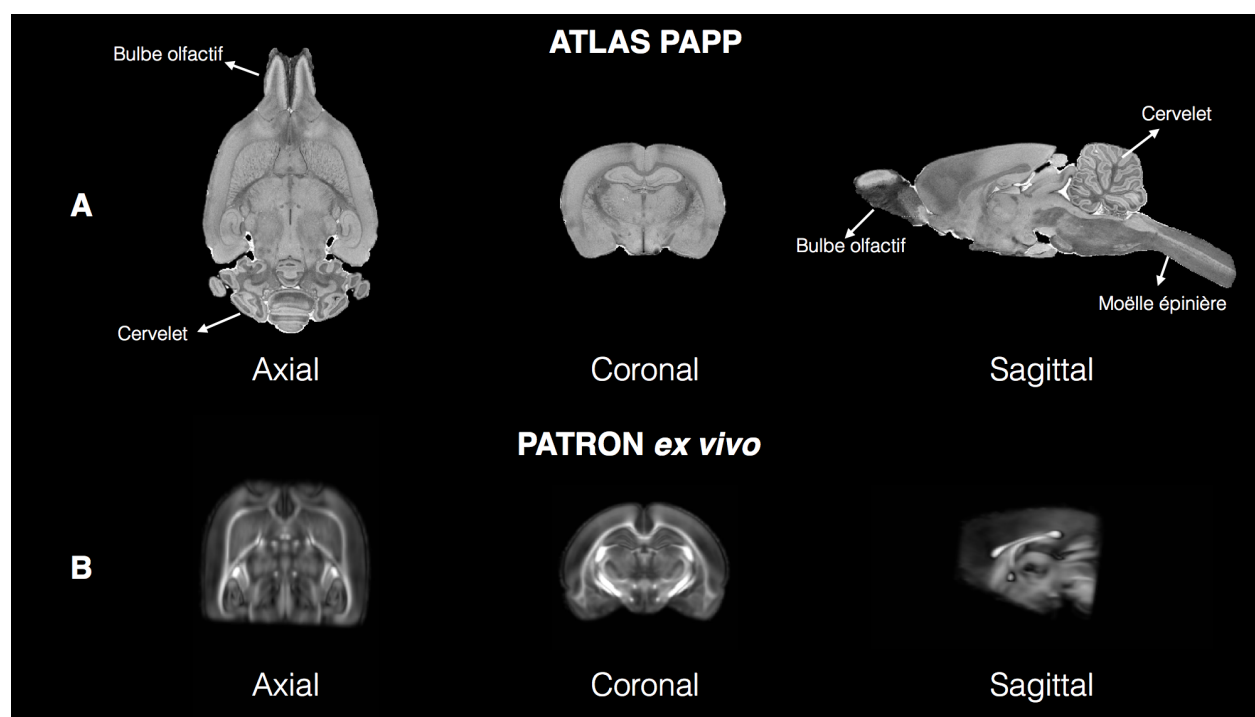 ATLAS PAPP
Bulbe olfactif
Cervelet
A
Bulbe olfactif
Moëlle épinière
Cervelet
Axial
Coronal
Sagittal
PATRON ex vivo
B
Axial
Coronal
Sagittal